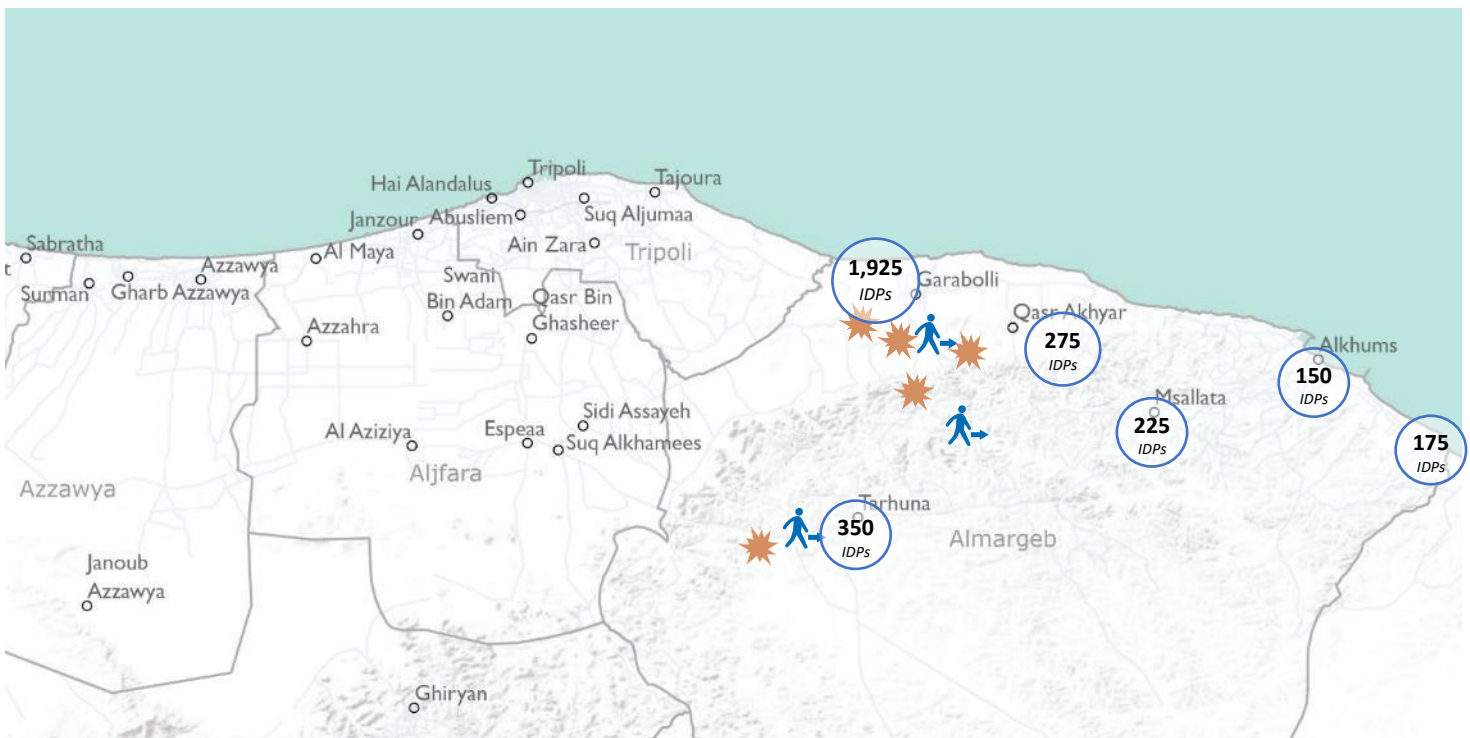 Tripoli
Hai Alandalus
Tajoura
Janzour
Abusliem
Suq Aljumaa
Sabratha
t
Al Maya
Ain Zara
Tripoli
Azzawya
Surman
Gharb Azzawya
Swani
Bin Adam
Qasr Bin
Ghasheer
1,925
IDPs
Garabolli
Qasr Akhyar
Azzahra
275
IDPs
Alkhums
150
IDPs
Msallata
225
IDPs
Sidi Assayeh
Al Aziziya
Espeaa
Suq Alkhamees
175
IDPs
Aljfara
Azzawya
Tarhuna
350
IDPs
Almargeb
Janoub
Azzawya
Ghiryan